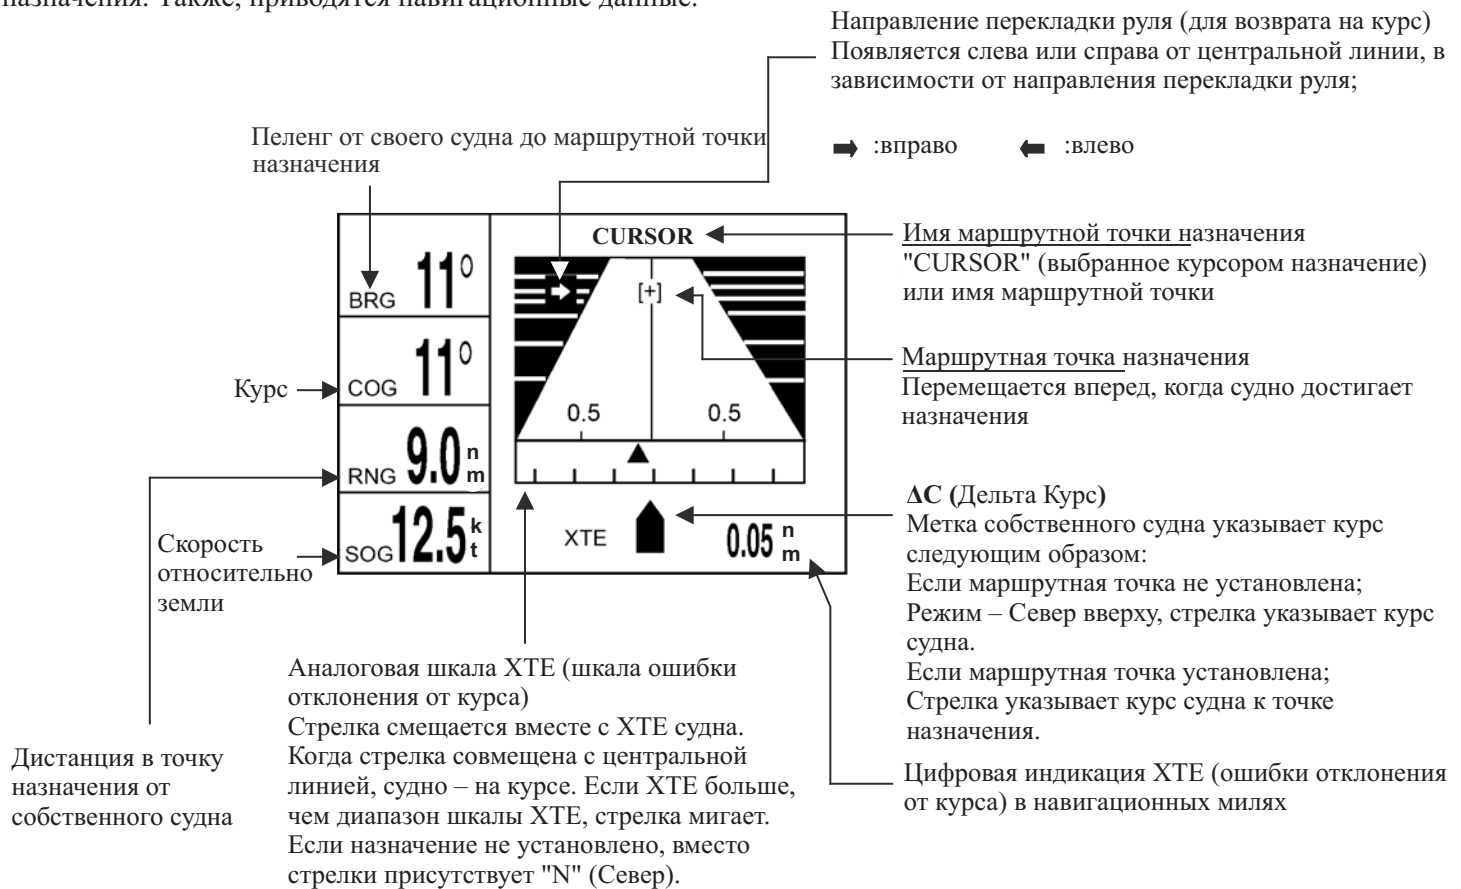 назначения. Также, приводятся навигационные данные.
Направление перекладки руля (для возврата на курс)
Появляется слева или справа от центральной линии, в
зависимости от направления перекладки руля;
:вправо :влево
Пеленг от своего судна до маршрутной точки
назначения
CURSOR
BRG 11°
COG 11°
RNG 9.0 n m
SOG 12.5 k t
[+]
0.5 0.5
XTE 0.05 n m
Имя маршрутной точки назначения
"CURSOR" (выбранное курсором назначение)
или имя маршрутной точки
Маршрутная точка назначения
Перемещается вперед, когда судно достигает
назначения
Курс
ΔC (Дельта Курс)
Метка собственного судна указывает курс
следующим образом:
Если маршрутная точка не установлена;
Режим – Север вверху, стрелка указывает курс
судна.
Если маршрутная точка установлена;
Стрелка указывает курс судна к точке
назначения.
Скорость
относительно
земли
Аналоговая шкала XTE (шкала ошибки
отклонения от курса)
Стрелка смещается вместе с XTE судна.
Когда стрелка совмещена с центральной
линией, судно – на курсе. Если XTE больше,
чем диапазон шкалы XTE, стрелка мигает.
Если назначение не установлено, вместо
стрелки присутствует "N" (Север).
Дистанция в точку
назначения от
собственного судна
Цифровая индикация XTE (ошибки отклонения
от курса) в навигационных милях